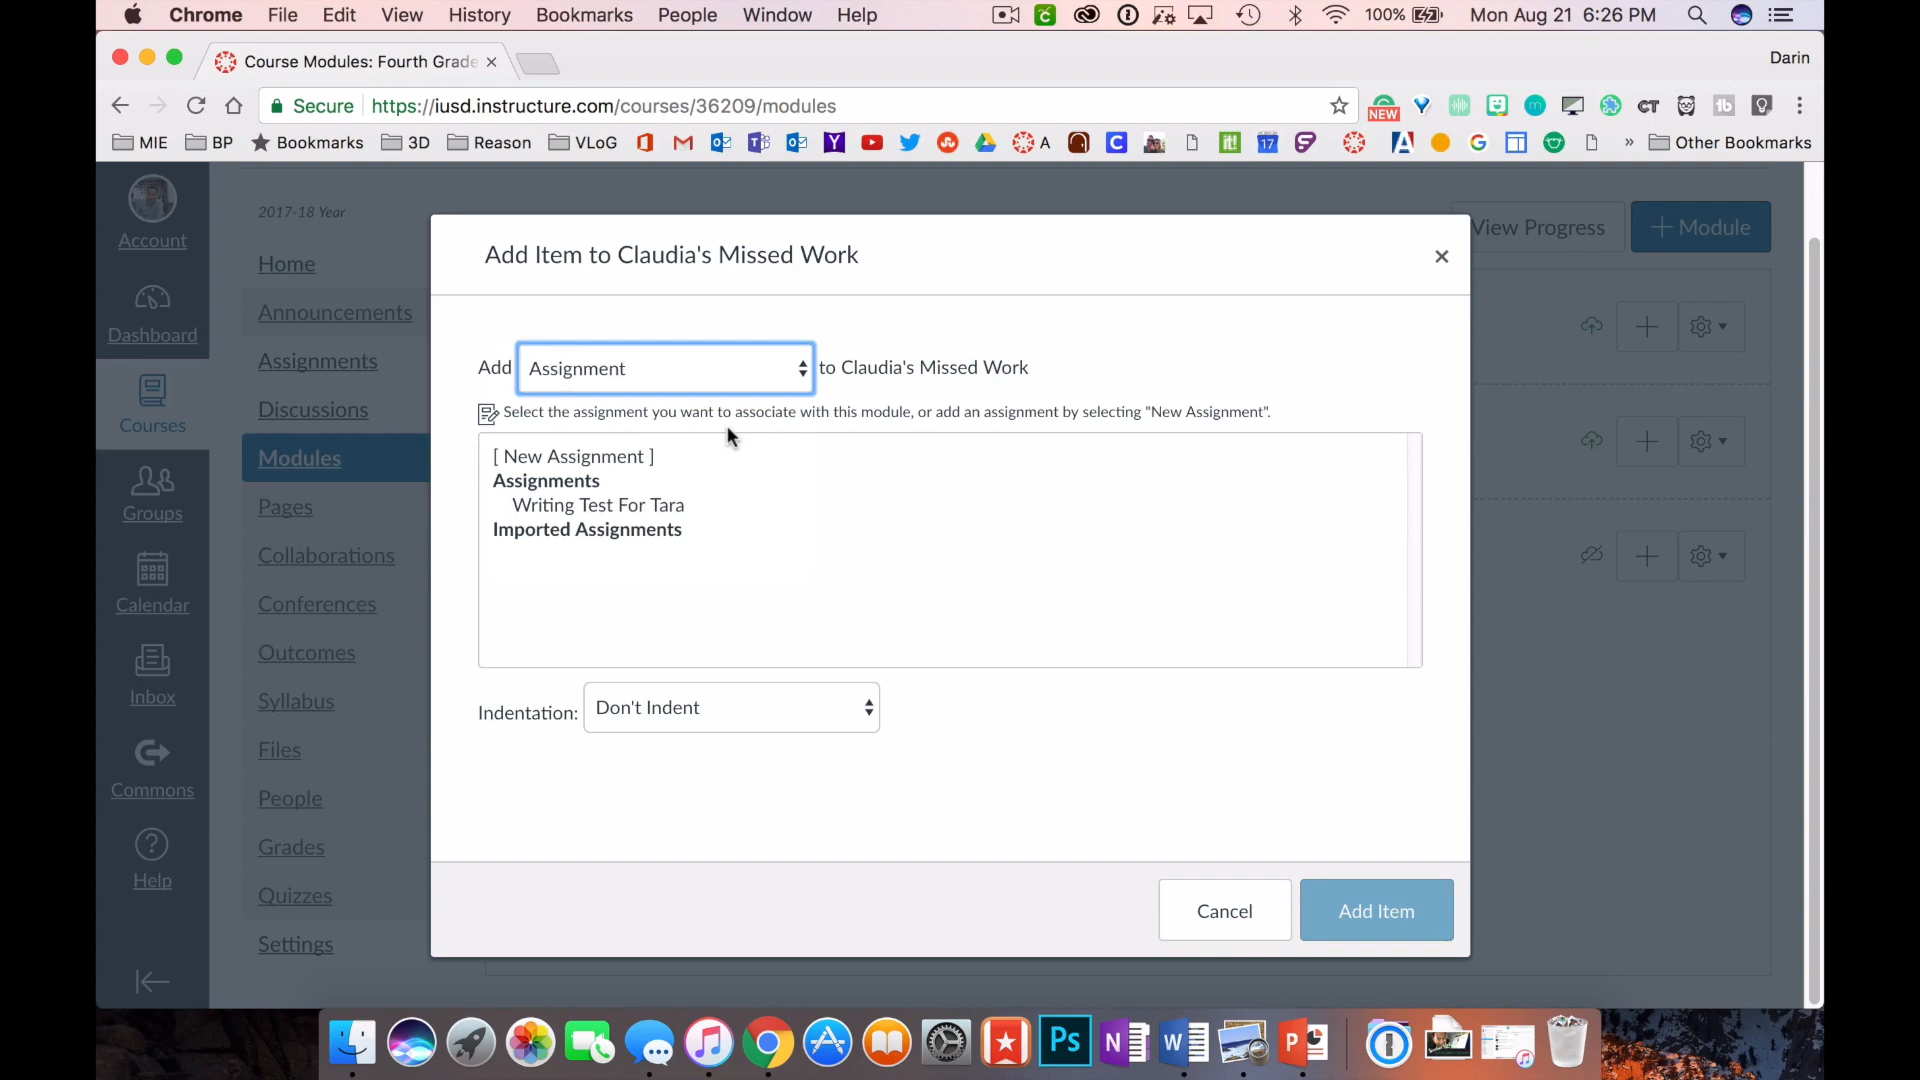 Chrome File Edit View History Bookmarks People Window Help 100% Mon Aug 21 6:26 PM
Course Modules: Fourth Grade
Darin
Secure https://iusd.instructure.com/courses/36209/modules
NEW
CT
MIE BP Bookmarks 3D Reason VLoG A 17 » Other Bookmarks
2017-18 Year
Account
Dashboard
Courses
Groups
Calendar
Inbox
Commons
Help
Home
Announcements
Assignments
Discussions
Modules
Pages
Collaborations
Conferences
Outcomes
Syllabus
Files
People
Grades
Quizzes
Settings
View Progress
+ Module
Add Item to Claudia's Missed Work
Add Assignment to Claudia's Missed Work
Select the assignment you want to associate with this module, or add an assignment by selecting "New Assignment".
[ New Assignment ]
Assignments
Writing Test For Tara
Imported Assignments
Indentation: Don't Indent
Cancel
Add Item
Ps
N
W
P